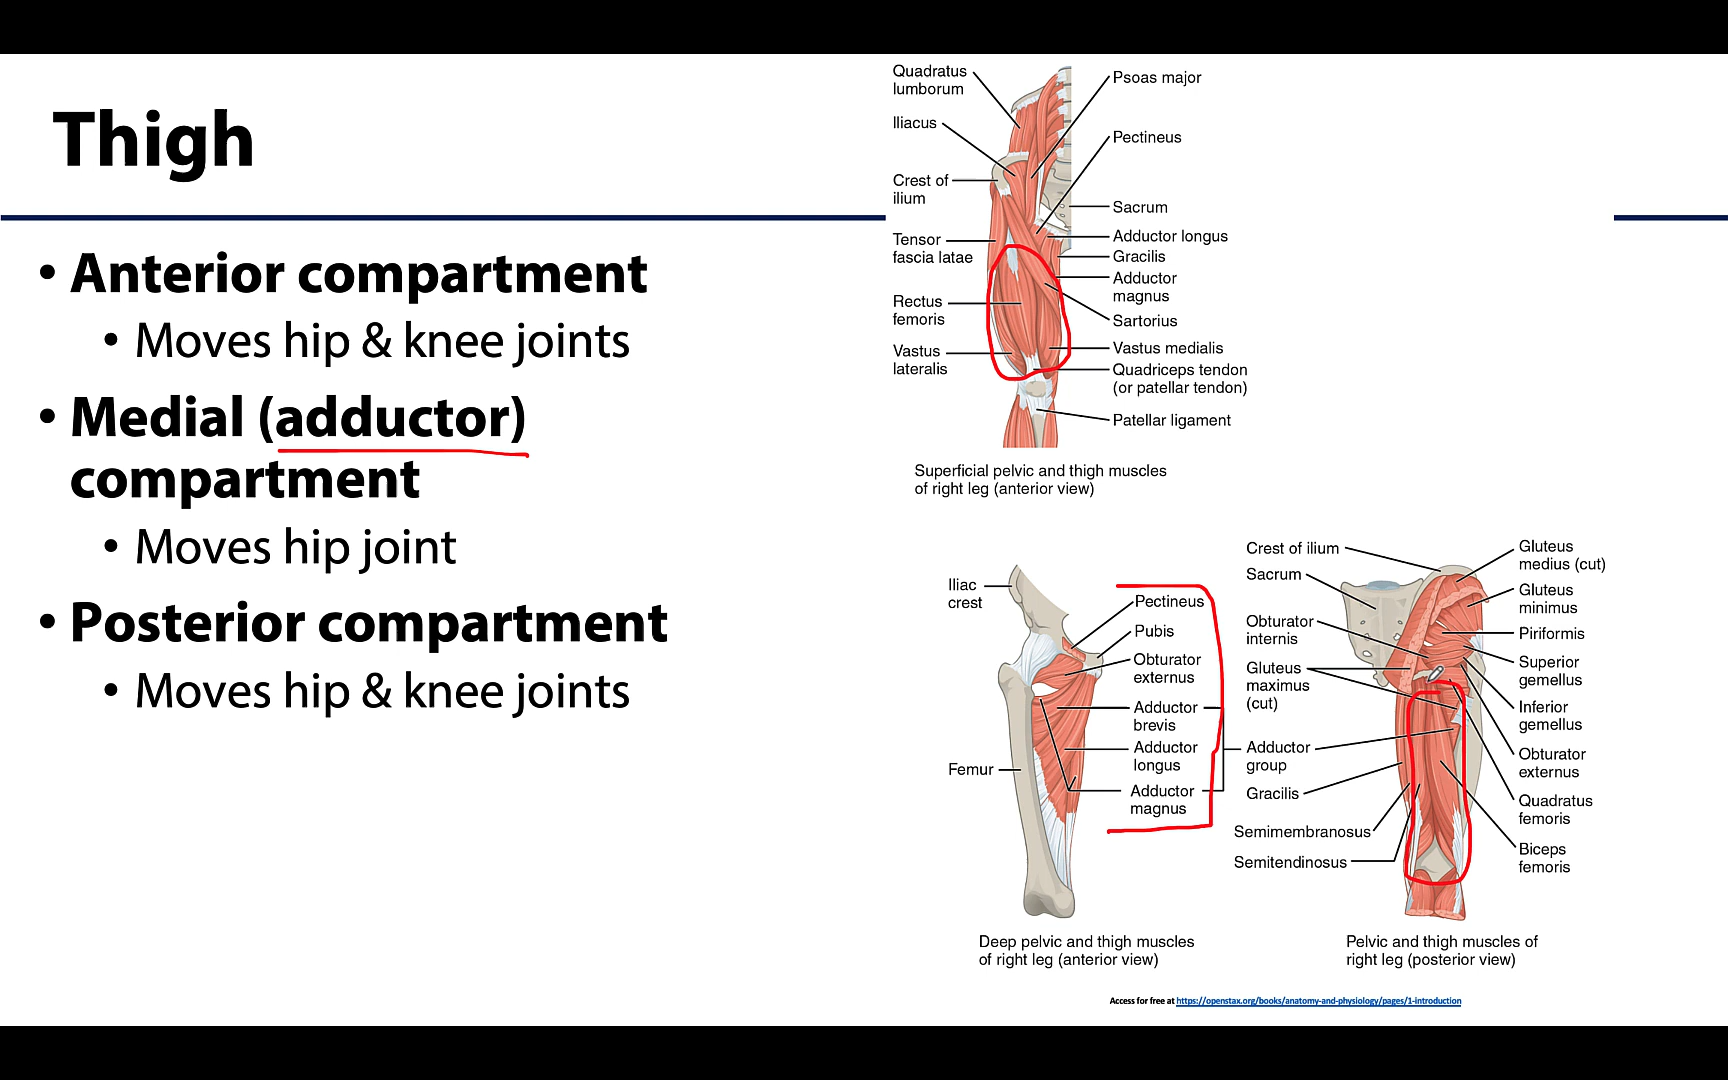 Thigh
• Anterior compartment
• Moves hip & knee joints
• Medial (adductor)
compartment
• Moves hip joint
• Posterior compartment
• Moves hip & knee joints
Quadratus
lumborum
Iliacus
Crest of
ilium
Tensor
fascia latae
Rectus
femoris
Vastus
lateralis
Psoas major
Pectineus
Sacrum
Adductor longus
Gracilis
Adductor
magnus
Sartorius
Vastus medialis
Quadriceps tendon
(or patellar tendon)
Patellar ligament
Superficial pelvic and thigh muscles
of right leg (anterior view)
Iliac
crest
Femur
Pectineus
Pubis
Obturator
externus
Adductor
brevis
Adductor
longus
Adductor
magnus
Deep pelvic and thigh muscles
of right leg (anterior view)
Crest of ilium
Sacrum
Obturator
internis
Gluteus
maximus
(cut)
Adductor
group
Gracilis
Semimembranosus
Semitendinosus
Gluteus
medius (cut)
Gluteus
minimus
Piriformis
Superior
gemellus
Inferior
gemellus
Obturator
externus
Quadratus
femoris
Biceps
femoris
Pelvic and thigh muscles of
right leg (posterior view)
Access for free at https://openstax.org/books/anatomy-and-physiology/pages/1-introduction